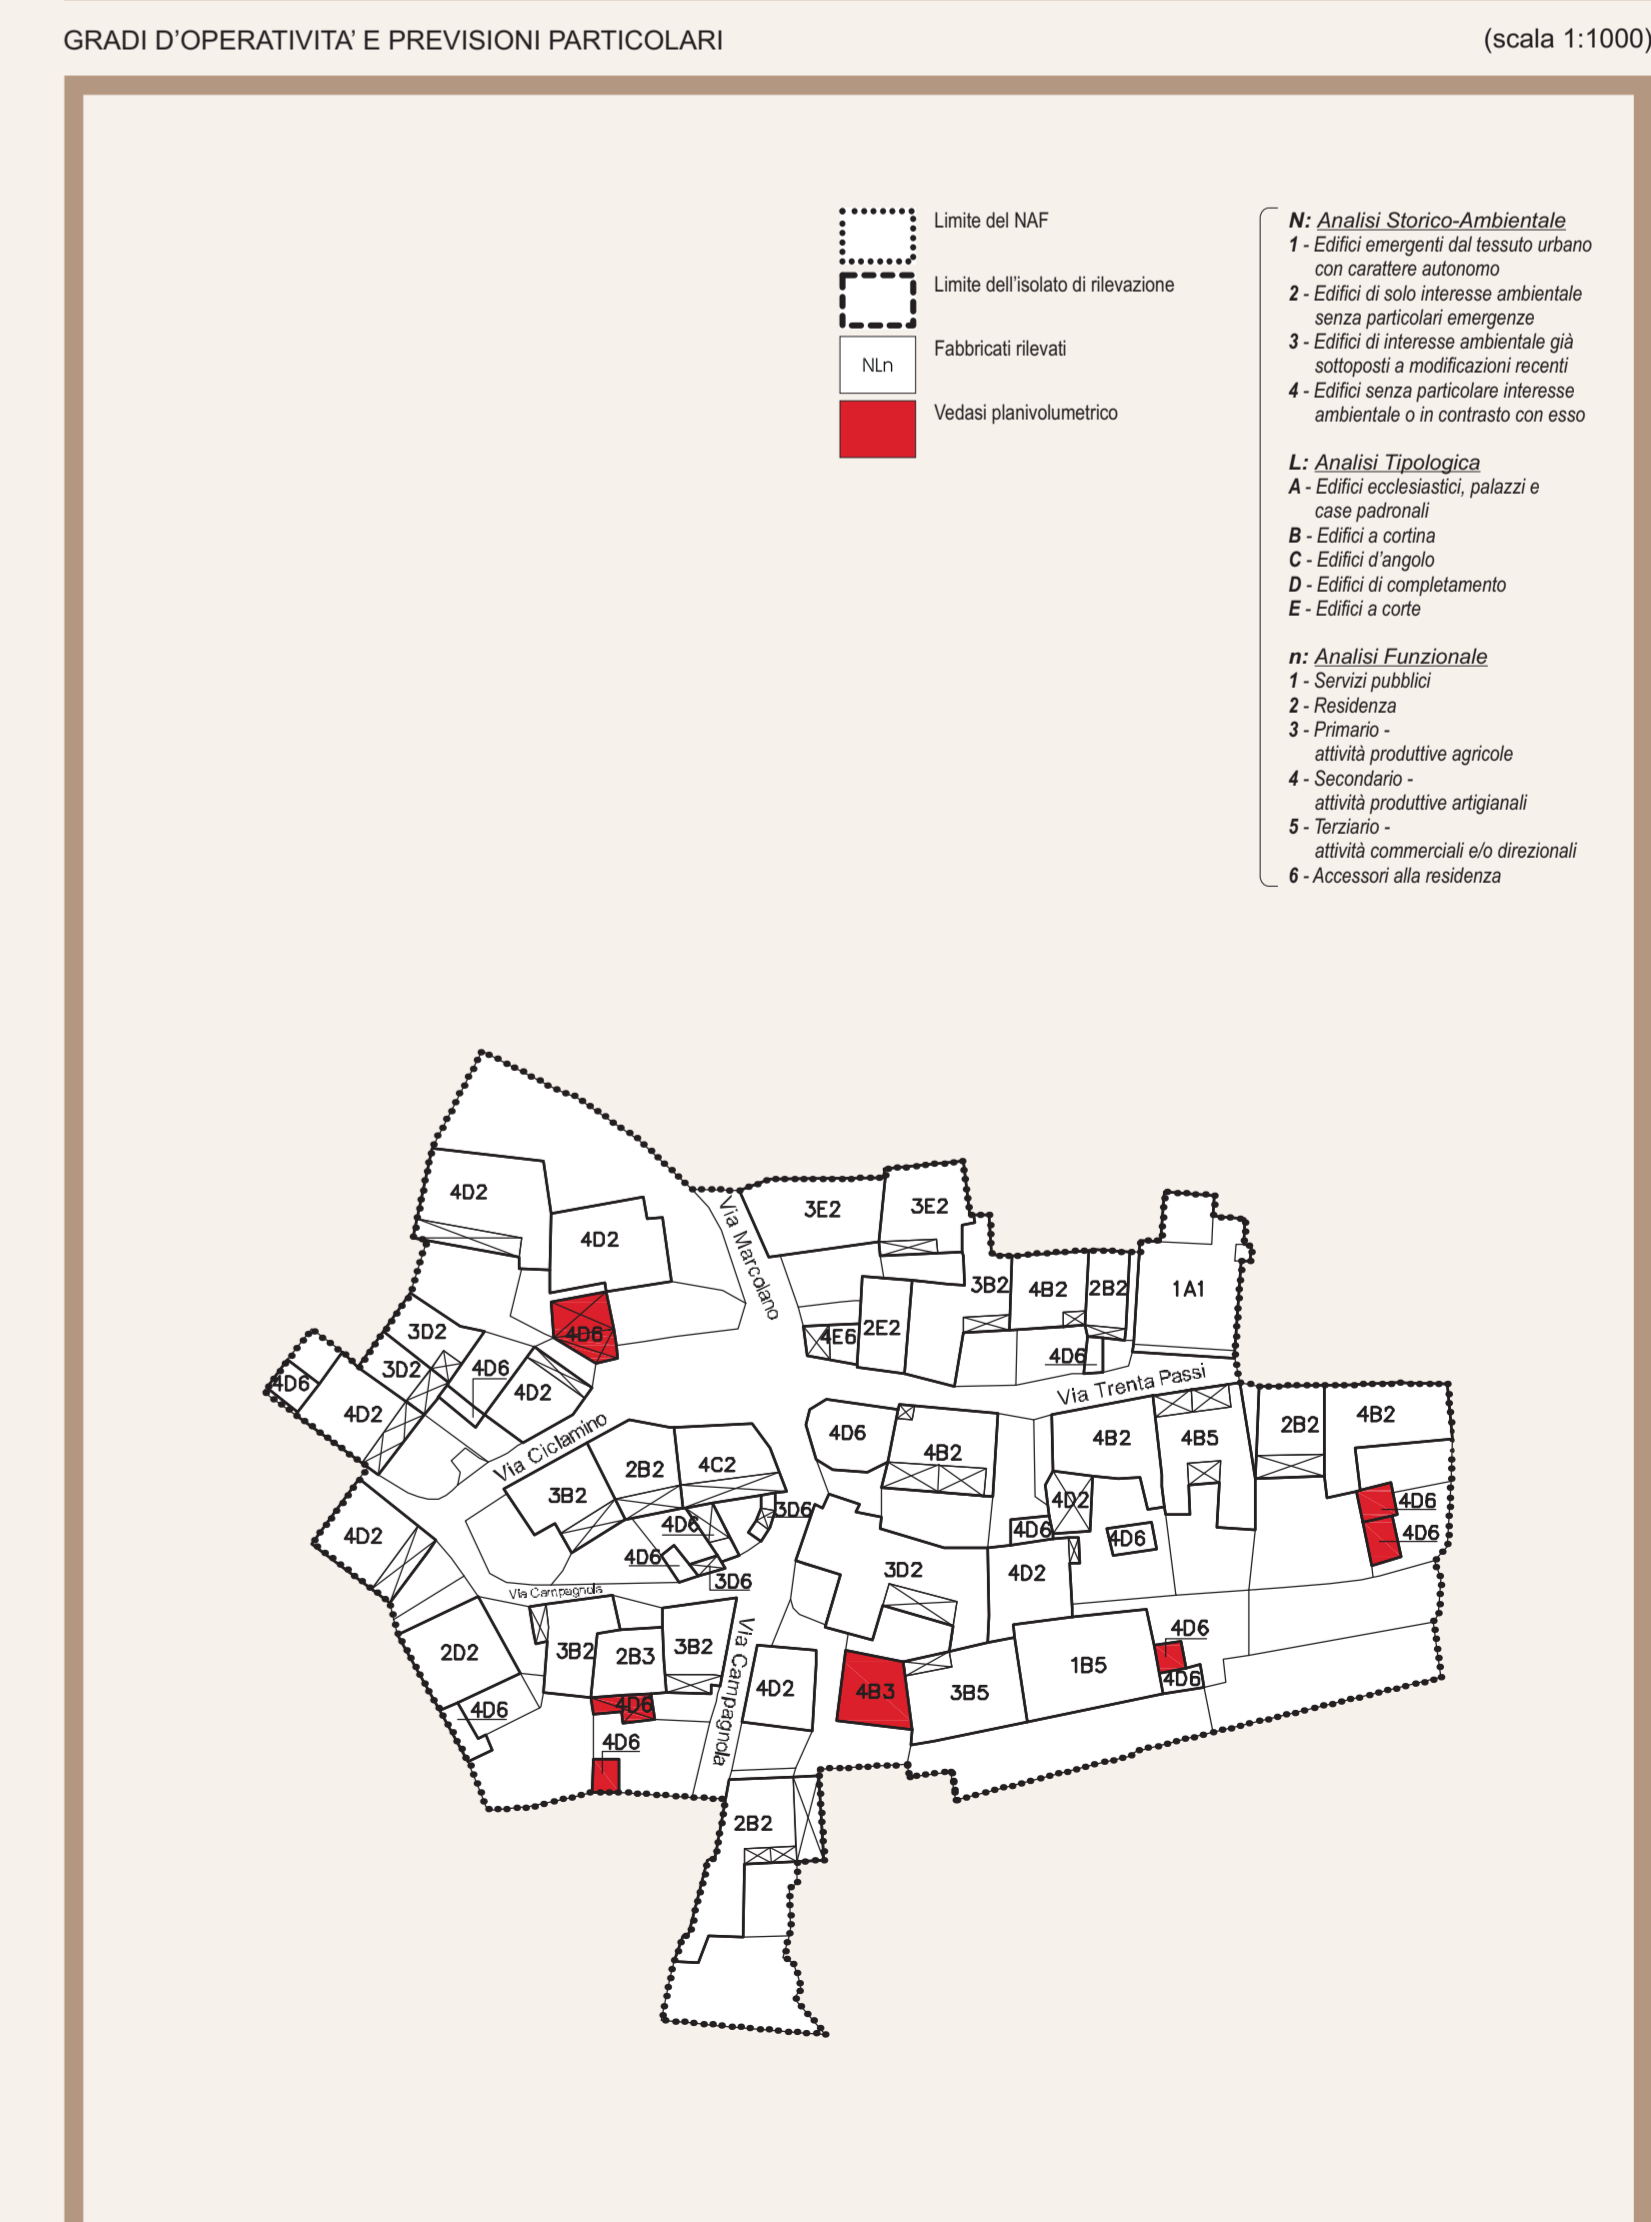 GRADI D'OPERATIVITA' E PREVISIONI PARTICOLARI
(scala 1:1000)
Limite del NAF
Limite dell'isolato di rilevazione
NLn
Fabbricati rilevati
Vedasi planivolumetrico
N: Analisi Storico-Ambientale
1 - Edifici emergenti dal tessuto urbano
con carattere autonomo
2 - Edifici di solo interesse ambientale
senza particolari emergenze
3 - Edifici di interesse ambientale già
sottoposti a modificazioni recenti
4 - Edifici senza particolare interesse
ambientale o in contrasto con esso
L: Analisi Tipologica
A - Edifici ecclesiastici, palazzi e
case padronali
B - Edifici a cortina
C - Edifici d'angolo
D - Edifici di completamento
E - Edifici a corte
n: Analisi Funzionale
1 - Servizi pubblici
2 - Residenza
3 - Primario -
attività produttive agricole
4 - Secondario -
attività produttive artigianali
5 - Terziario -
attività commerciali e/o direzionali
6 - Accessori alla residenza
4D2
3E2
3E2
4D2
Via Marcolano
3B2
4B2
2B2
1A1
4D6
3D2
4E6
2E2
4D6
3D2
4D6
4D6
4D2
Via Trenta Passi
4D2
Via Ciclamino
4D6
4B2
4B2
4B5
2B2
4B2
2B2
4C2
3B2
4D2
3D6
4D6
4D2
4D6
4D6
4D6
4D6
4D6
3D6
3D2
4D2
Via Campagnola
2D2
3B2
2B3
3B2
Via Campagnola
4D2
4B3
3B5
1B5
4D6
4D6
4D6
4D6
4D6
2B2